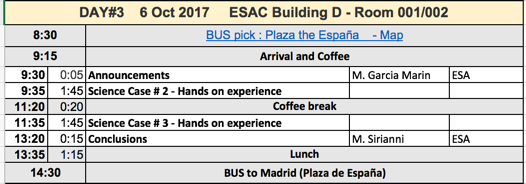 DAY#3 6 Oct 2017 ESAC Building D - Room 001/002
8:30 BUS pick : Plaza the España - Map
9:15 Arrival and Coffee
9:30 0:05 Announcements M. Garcia Marin ESA
9:35 1:45 Science Case # 2 - Hands on experience
11:20 0:20 Coffee break
11:35 1:45 Science Case # 3 - Hands on experience
13:20 0:15 Conclusions M. Sirianni ESA
13:35 1:15 Lunch
14:30 BUS to Madrid (Plaza de España)